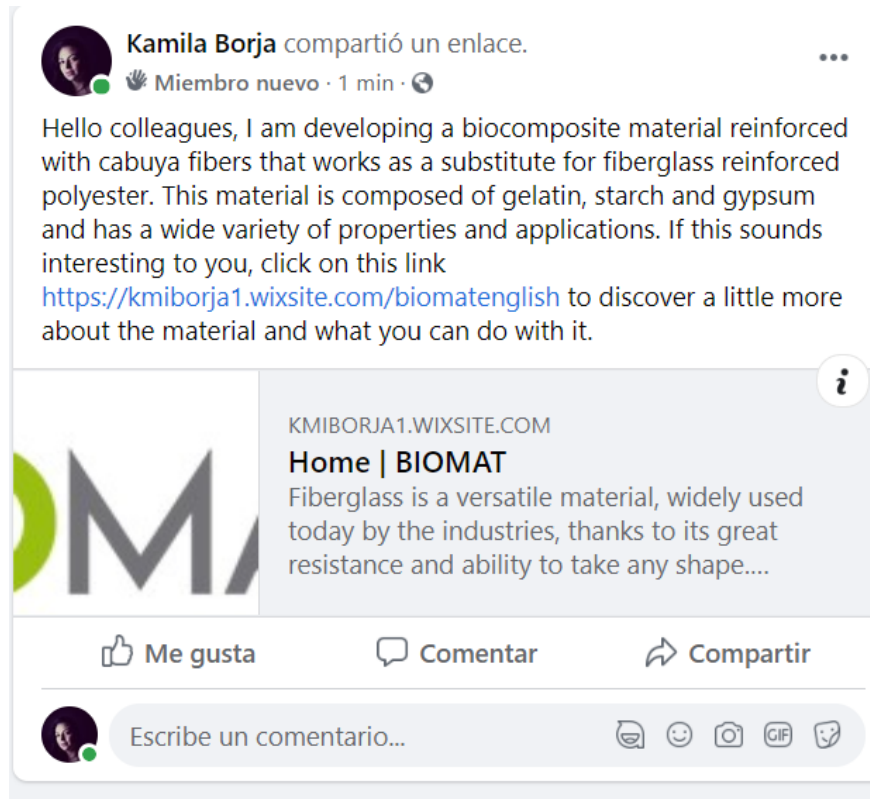 Kamila Borja compartió un enlace.
Miembro nuevo · 1 min ·
Hello colleagues, I am developing a biocomposite material reinforced
with cabuya fibers that works as a substitute for fiberglass reinforced
polyester. This material is composed of gelatin, starch and gypsum
and has a wide variety of properties and applications. If this sounds
interesting to you, click on this link
https://kmiborja1.wixsite.com/biomatenglish to discover a little more
about the material and what you can do with it.
OMA
i
KMIBORJA1.WIXSITE.COM
Home | BIOMAT
Fiberglass is a versatile material, widely used
today by the industries, thanks to its great
resistance and ability to take any shape....
Me gusta Comentar Compartir
Escribe un comentario... GIF